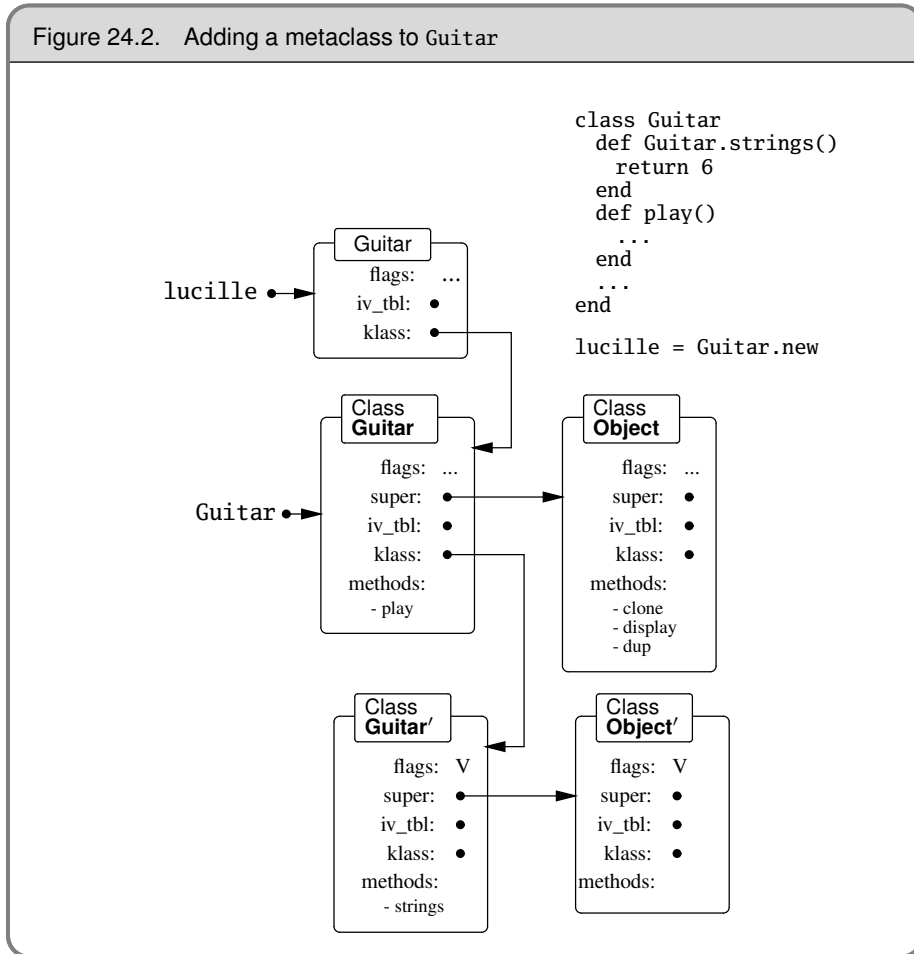 Figure 24.2. Adding a metaclass to Guitar
class Guitar
def Guitar.strings()
return 6
end
def play()
...
end
...
end
lucille = Guitar.new
lucille
Guitar
flags: ...
iv_tbl:
klass:
Guitar
Class
Guitar
flags: ...
super:
iv_tbl:
klass:
methods:
- play
Class
Object
flags: ...
super:
iv_tbl:
klass:
methods:
- clone
- display
- dup
Class
Guitar′
flags: V
super:
iv_tbl:
klass:
methods:
- strings
Class
Object′
flags: V
super:
iv_tbl:
klass:
methods: